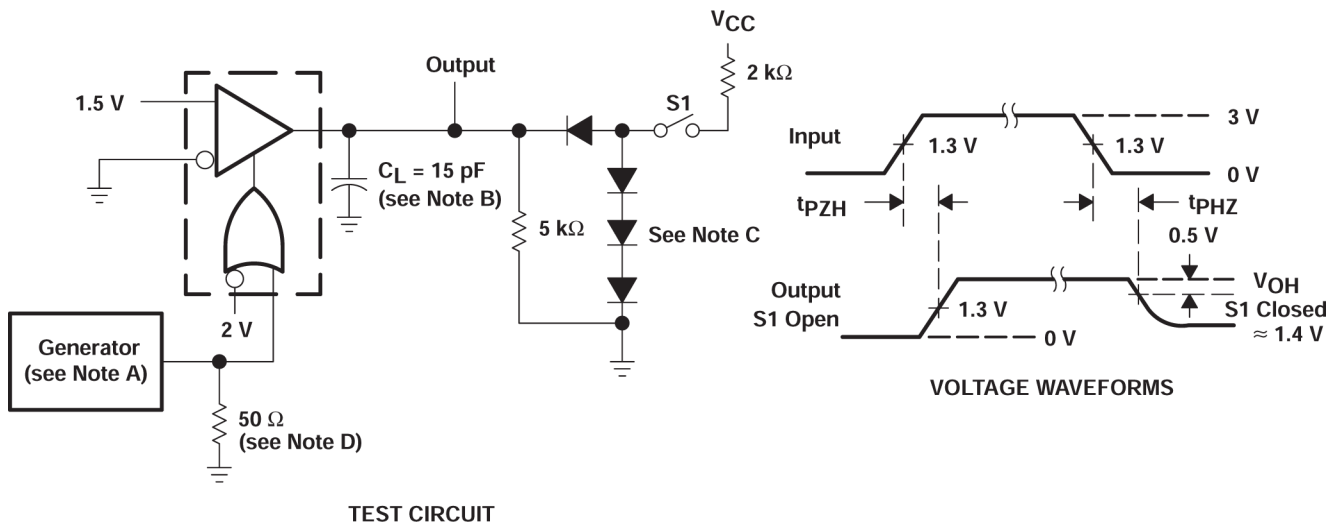 VCC
2 kΩ
Output
S1
1.5 V
CL = 15 pF
(see Note B)
5 kΩ
See Note C
2 V
Generator
(see Note A)
50 Ω
(see Note D)
TEST CIRCUIT
Input
1.3 V
1.3 V
3 V
0 V
tPZH
tPHZ
0.5 V
Output
S1 Open
1.3 V
0 V
VOH
S1 Closed
≈ 1.4 V
VOLTAGE WAVEFORMS